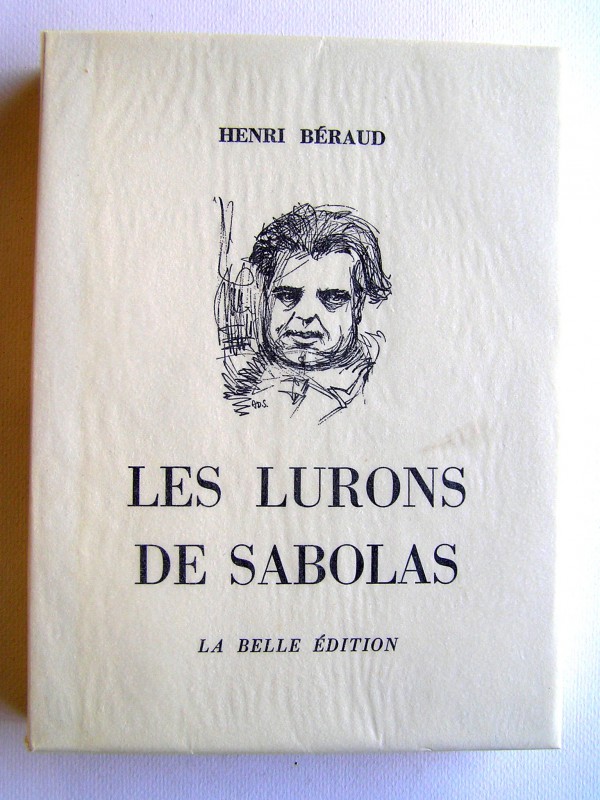 HENRI BÉRAUD
LES LURONS
DE SABOLAS
LA BELLE ÉDITION